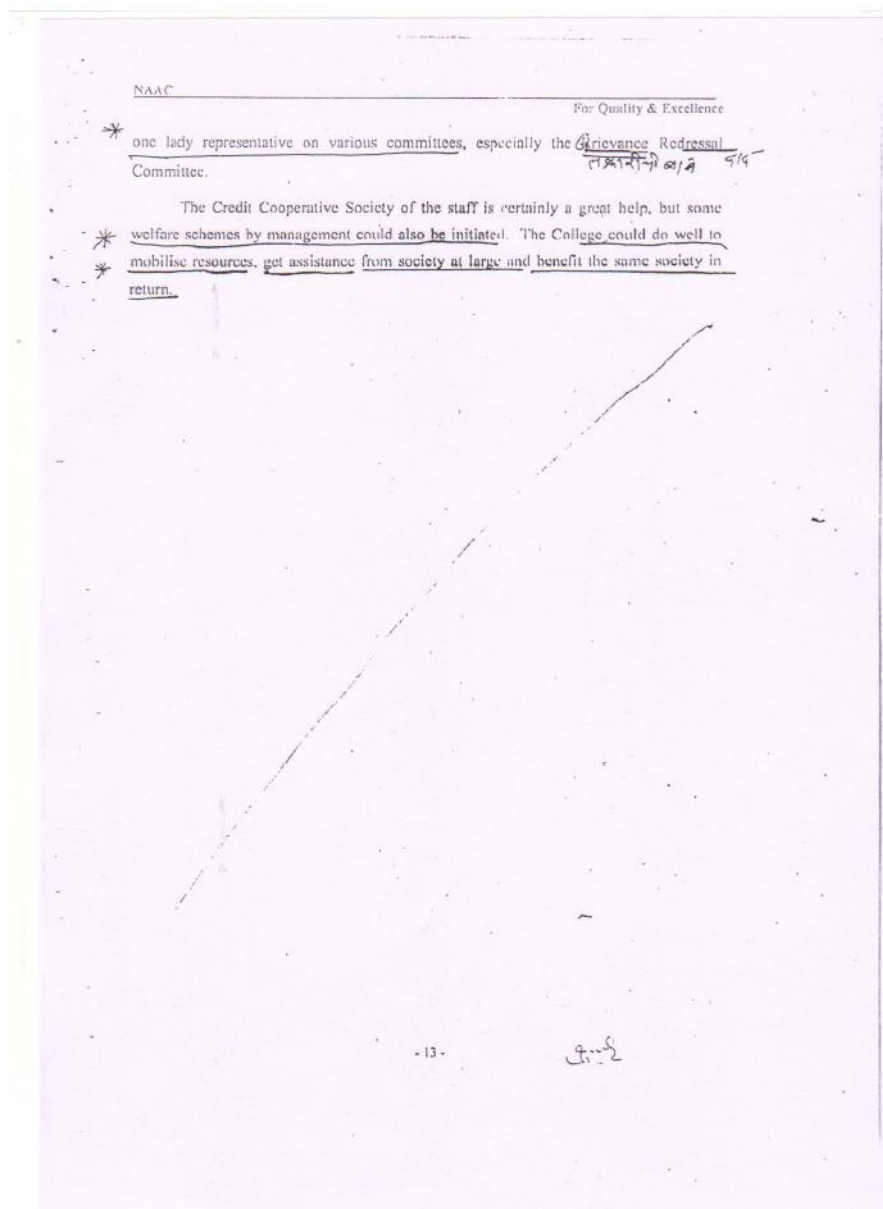 NAAC
For Quality & Excellence
one lady representative on various committees, especially the Grievance Redressal
Committee.
The Credit Cooperative Society of the staff is certainly a great help, but some
welfare schemes by management could also be initiated. The College could do well to
mobilise resources, get assistance from society at large and benefit the same society in
return.
- 13 -